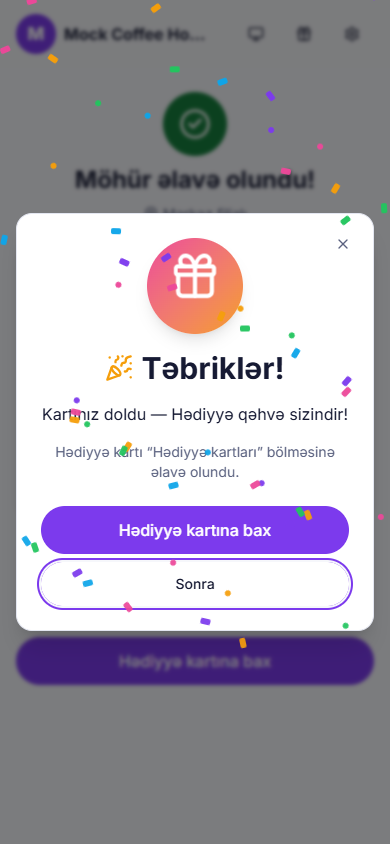 M
Mock Coffee Ho...
Möhür əlavə olundu!
Təbriklər!
Kartınız doldu — Hədiyyə qəhvə sizindir!
Hədiyyə kartı “Hədiyyə kartları” bölməsinə
əlavə olundu.
Hədiyyə kartına bax
Sonra
Hədiyyə kartına bax